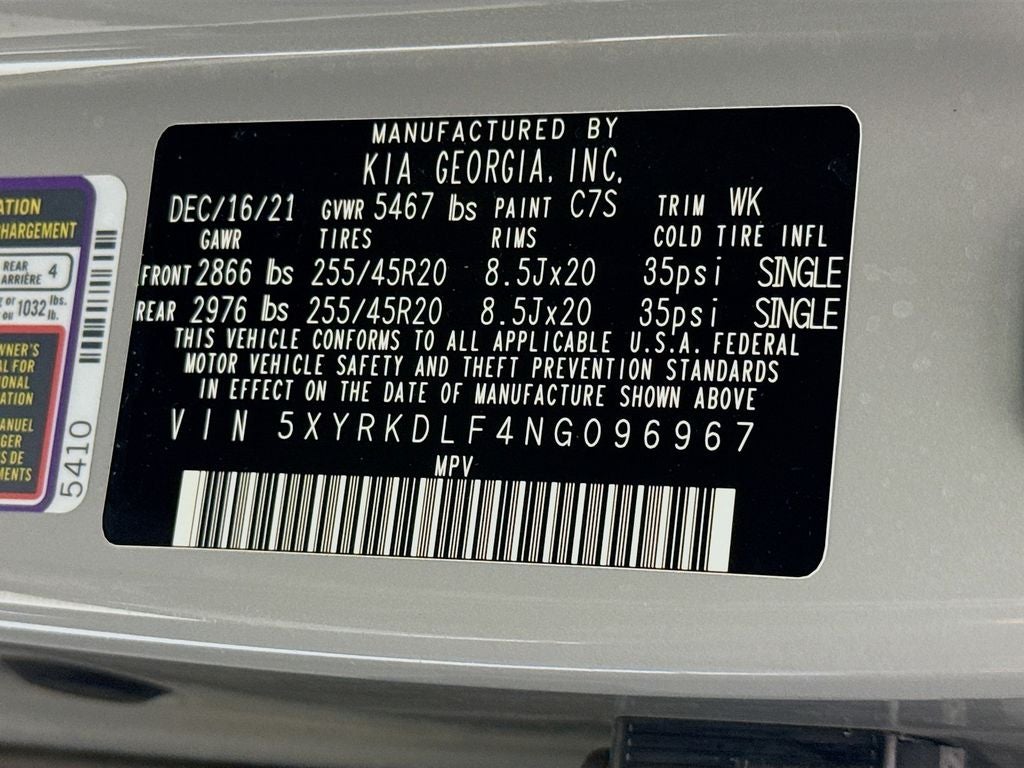 MANUFACTURED BY
KIA GEORGIA, INC.
DEC/16/21 GVWR 5467 lbs PAINT C7S TRIM WK
GAWR TIRES RIMS COLD TIRE INFL
FRONT 2866 lbs 255/45R20 8.5Jx20 35psi SINGLE
REAR 2976 lbs 255/45R20 8.5Jx20 35psi SINGLE
THIS VEHICLE CONFORMS TO ALL APPLICABLE U.S.A. FEDERAL
MOTOR VEHICLE SAFETY AND THEFT PREVENTION STANDARDS
IN EFFECT ON THE DATE OF MANUFACTURE SHOWN ABOVE
VIN 5XYRKDLF4NG096967
MPV
ATION
HARGEMENT
REAR
ARRIÈRE 4
or 1032 lbs.
ou lb.
WNER'S
AL FOR
IONAL
ATION
ANUEL
GER
S DE
MENTS
5410